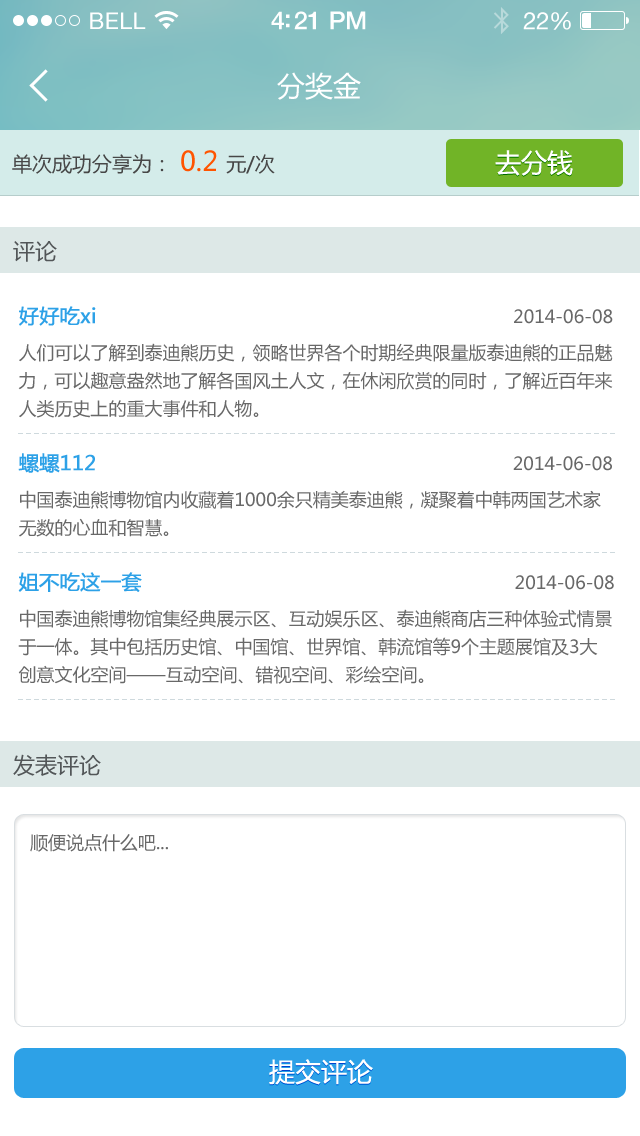 BELL 4:21 PM 22%
分奖金
单次成功分享为： 0.2 元/次 去分钱
评论
好好吃xi 2014-06-08
人们可以了解到泰迪熊历史，领略世界各个时期经典限量版泰迪熊的正品魅
力，可以趣意盎然地了解各国风土人文，在休闲欣赏的同时，了解近百年来
人类历史上的重大事件和人物。
螺螺112 2014-06-08
中国泰迪熊博物馆内收藏着1000余只精美泰迪熊，凝聚着中韩两国艺术家
无数的心血和智慧。
姐不吃这一套 2014-06-08
中国泰迪熊博物馆集经典展示区、互动娱乐区、泰迪熊商店三种体验式情景
于一体。其中包括历史馆、中国馆、世界馆、韩流馆等9个主题展馆及3大
创意文化空间——互动空间、错视空间、彩绘空间。
发表评论
顺便说点什么吧...
提交评论